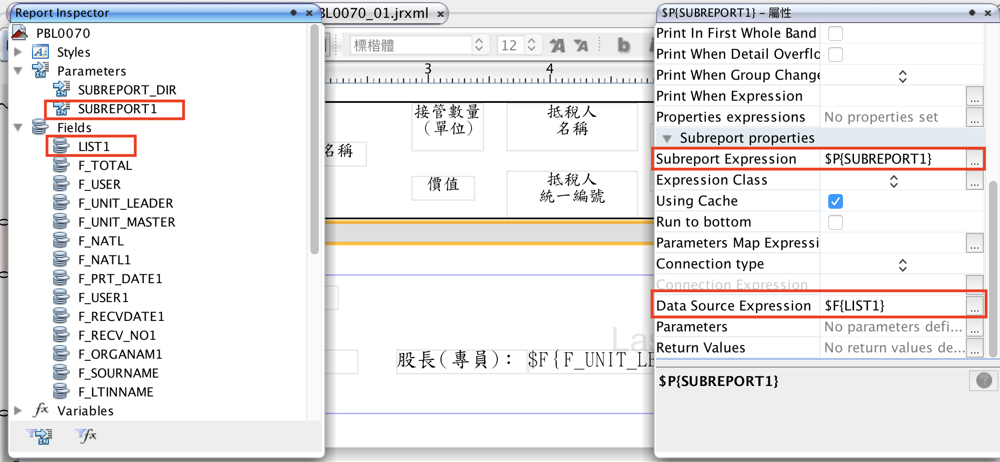 Report Inspector
PBL0070
Styles
Parameters
SUBREPORT_DIR
SUBREPORT1
Fields
LIST1
F_TOTAL
F_USER
F_UNIT_LEADER
F_UNIT_MASTER
F_NATL
F_NATL1
F_PRT_DATE1
F_USER1
F_RECVDATE1
F_RECV_NO1
F_ORGANAM1
F_SOURNAME
F_LTINNAME
Variables
BL0070_01.jrxml
標楷體
12
b
3
4
接管數量
（單位）
抵稅人
名稱
名稱
價值
抵稅人
統一編號
Las
股長(專員)：
$F{F_UNIT_LE
$P{SUBREPORT1} – 屬性
Print In First Whole Band
Print When Detail Overflo
Print When Group Change
Print When Expression
...
Properties expressions No properties set ...
Subreport properties
Subreport Expression $P{SUBREPORT1} ...
Expression Class ...
Using Cache
Run to bottom
Parameters Map Expressi ...
Connection type
Connection Expression
Data Source Expression $F{LIST1} ...
Parameters No parameters defi... ...
Return Values No return values de... ...
$P{SUBREPORT1}
?